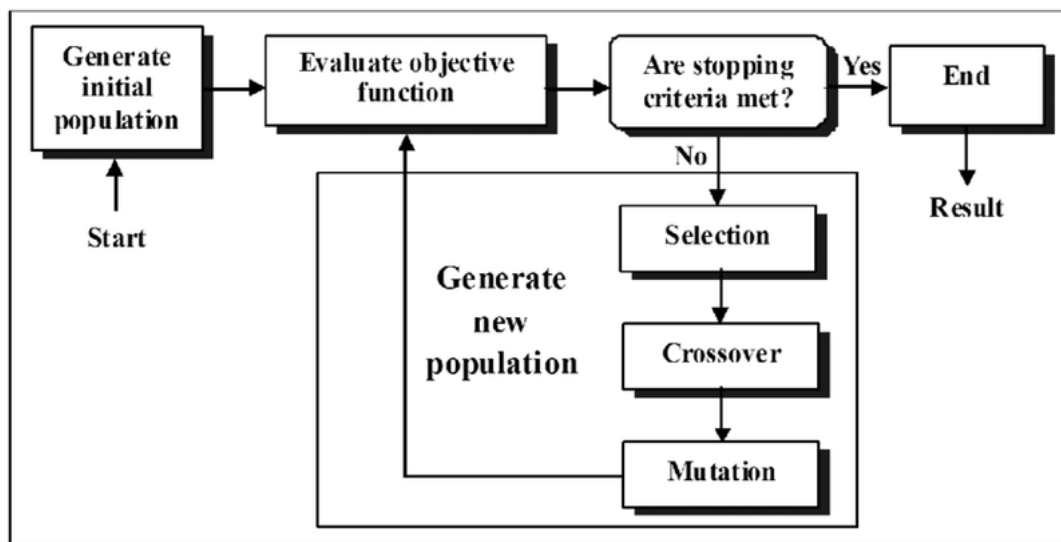 Generate
initial
population
Evaluate objective
function
Are stopping
criteria met?
Yes
End
No
Start
Result
Selection
Generate
new
population
Crossover
Mutation